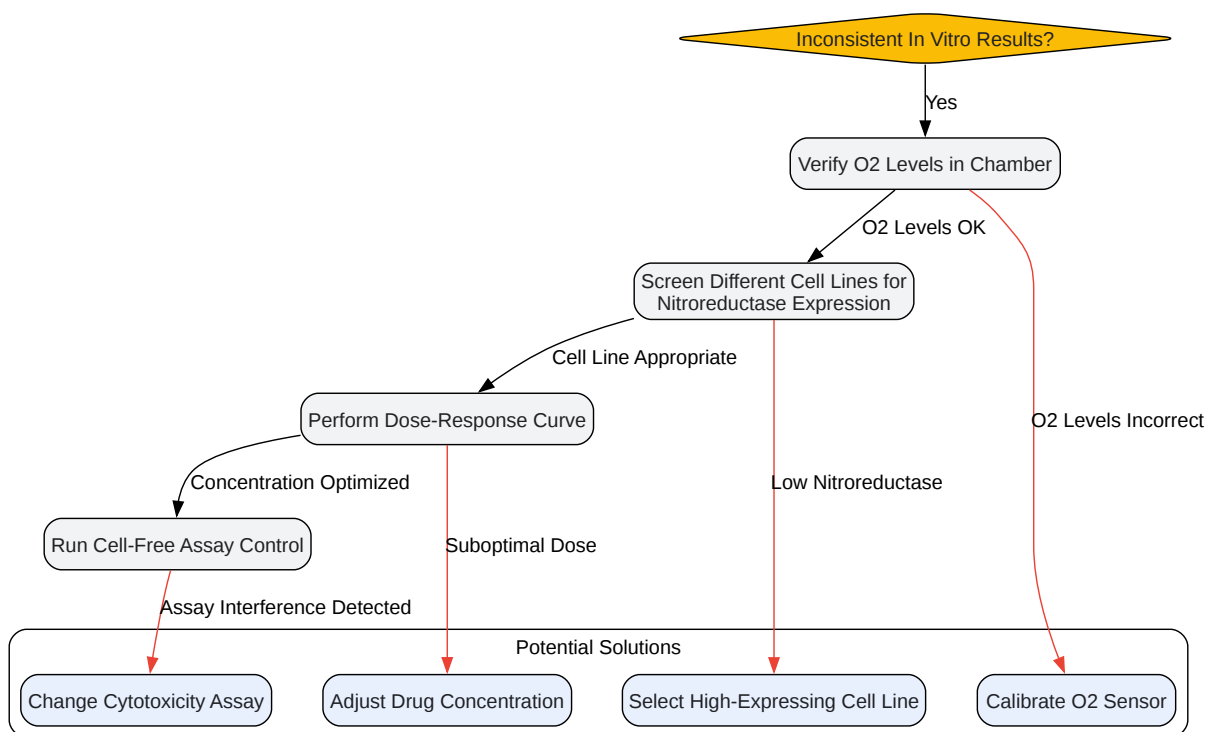 Inconsistent In Vitro Results?
Yes
Verify O2 Levels in Chamber
O2 Levels OK
Screen Different Cell Lines for
Nitroreductase Expression
Cell Line Appropriate
Perform Dose-Response Curve
O2 Levels Incorrect
Concentration Optimized
Low Nitroreductase
Run Cell-Free Assay Control
Suboptimal Dose
Assay Interference Detected
Potential Solutions
Change Cytotoxicity Assay
Adjust Drug Concentration
Select High-Expressing Cell Line
Calibrate O2 Sensor